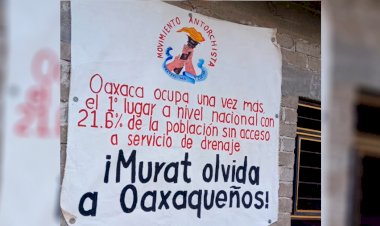 MOVIMIENTO ANTORCHISTA
Oaxaca ocupa una vez más
el 1° lugar a nivel nacional con
21.6% de la población sin acceso
a servicio de drenaje
¡Murat olvida
a Oaxaqueños!